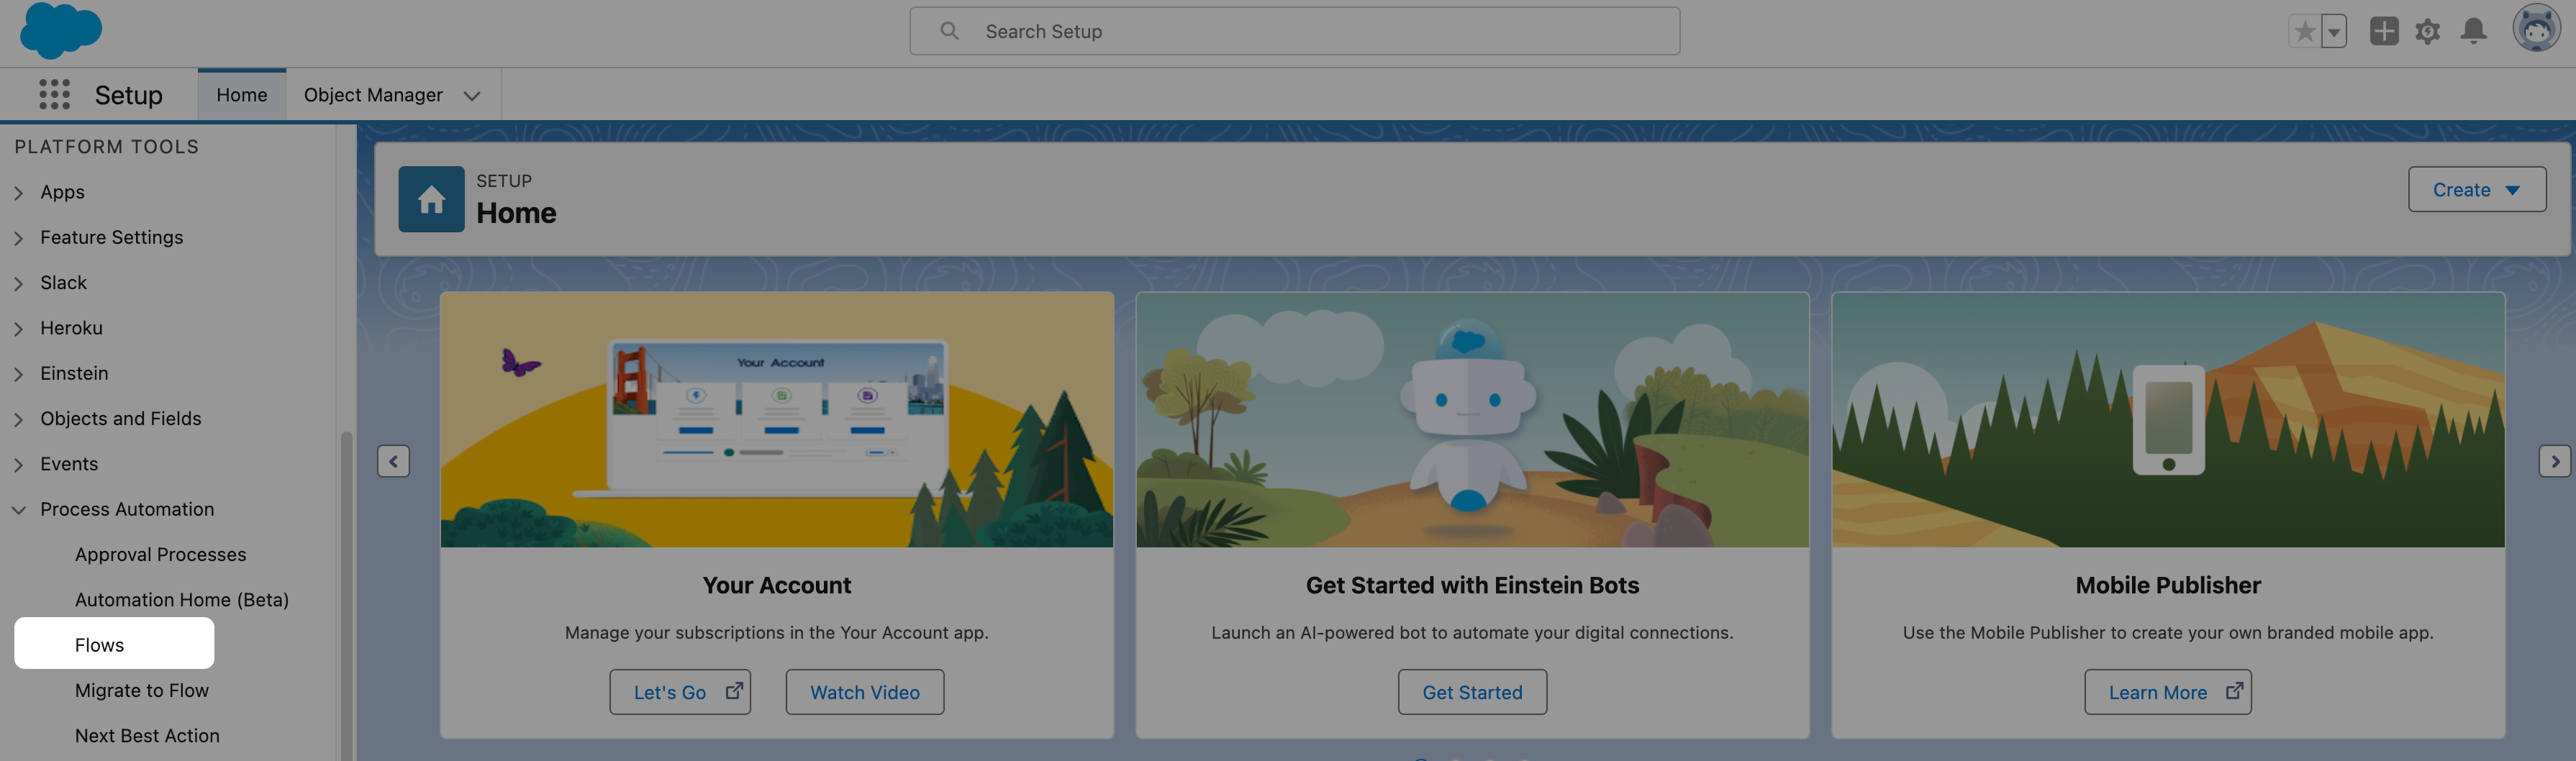 Search Setup
Setup
Home
Object Manager
PLATFORM TOOLS
Apps
Feature Settings
Slack
Heroku
Einstein
Objects and Fields
Events
Process Automation
Approval Processes
Automation Home (Beta)
Flows
Migrate to Flow
Next Best Action
SETUP
Home
Create
Your Account
Your Account
Manage your subscriptions in the Your Account app.
Let's Go
Watch Video
Get Started with Einstein Bots
Launch an AI-powered bot to automate your digital connections.
Get Started
Mobile Publisher
Use the Mobile Publisher to create your own branded mobile app.
Learn More